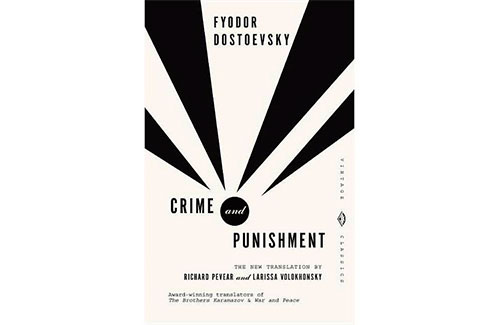 FYODOR
DOSTOEVSKY
CRIME and
PUNISHMENT
THE NEW TRANSLATION BY
RICHARD PEVEAR and LARISSA VOLOKHONSKY
Award-winning translators of
The Brothers Karamazov & War and Peace
VINTAGE CLASSICS